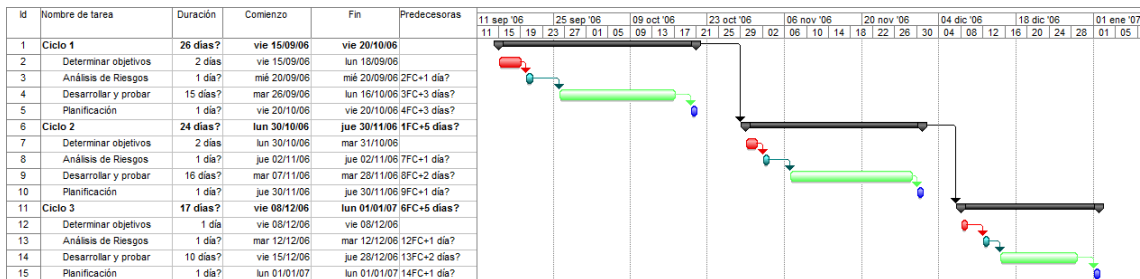 Id Nombre de tarea Duración Comienzo Fin Predecesoras 11 sep '06 25 sep '06 09 oct '06 23 oct '06 06 nov '06 20 nov '06 04 dic '06 18 dic '06 01 ene '07
11 15 19 23 27 01 05 09 13 17 21 25 29 02 06 10 14 18 22 26 30 04 08 12 16 20 24 28 01 05
1 Ciclo 1 26 días? vie 15/09/06 vie 20/10/06
2 Determinar objetivos 2 días vie 15/09/06 lun 18/09/06
3 Análisis de Riesgos 1 día? mié 20/09/06 mié 20/09/06 2FC+1 día?
4 Desarrollar y probar 15 días? mar 26/09/06 lun 16/10/06 3FC+3 días?
5 Planificación 1 día? vie 20/10/06 vie 20/10/06 4FC+3 días?
6 Ciclo 2 24 días? lun 30/10/06 jue 30/11/06 1FC+5 días?
7 Determinar objetivos 2 días lun 30/10/06 mar 31/10/06
8 Análisis de Riesgos 1 día? jue 02/11/06 jue 02/11/06 7FC+1 día?
9 Desarrollar y probar 16 días? mar 07/11/06 mar 28/11/06 8FC+2 días?
10 Planificación 1 día? jue 30/11/06 jue 30/11/06 9FC+1 día?
11 Ciclo 3 17 días? vie 08/12/06 lun 01/01/07 6FC+5 días?
12 Determinar objetivos 1 día vie 08/12/06 vie 08/12/06
13 Análisis de Riesgos 1 día? mar 12/12/06 mar 12/12/06 12FC+1 día?
14 Desarrollar y probar 10 días? vie 15/12/06 jue 28/12/06 13FC+2 días?
15 Planificación 1 día? lun 01/01/07 lun 01/01/07 14FC+1 día?